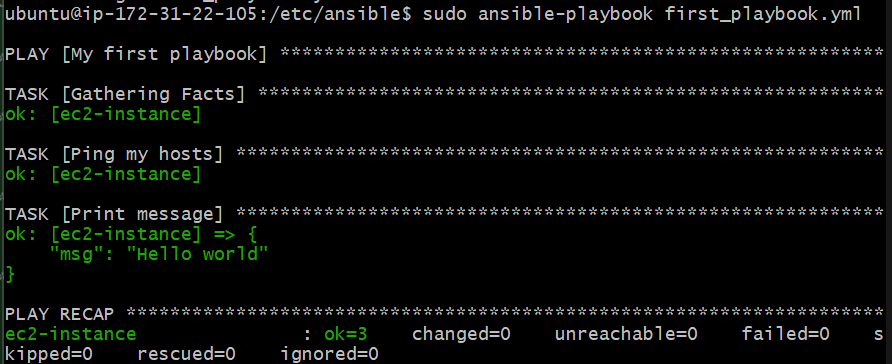 ubuntu@ip-172-31-22-105:/etc/ansible$ sudo ansible-playbook first_playbook.yml
PLAY [My first playbook] *******************************************************
TASK [Gathering Facts] *********************************************************
ok: [ec2-instance]
TASK [Ping my hosts] ***********************************************************
ok: [ec2-instance]
TASK [Print message] ***********************************************************
ok: [ec2-instance] => {
    "msg": "Hello world"
}
PLAY RECAP *********************************************************************
ec2-instance               : ok=3    changed=0    unreachable=0    failed=0    s
kipped=0    rescued=0    ignored=0